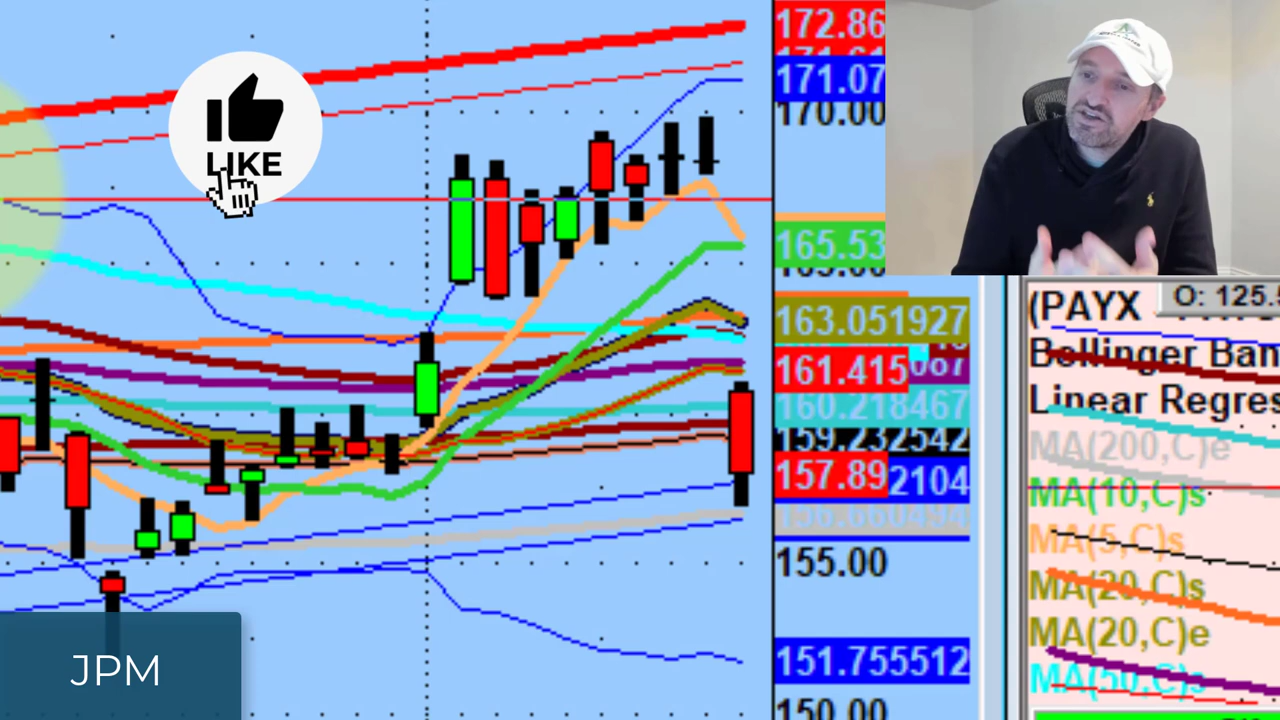 LIKE
172.86
171.07
170.00
165.53
163.051927
161.415
160.218467
159.232542
157.89
2104
155.00
151.755512
150.00
JPM
(PAYX
O: 125.5
Bollinger Ban
Linear Regres
MA(200,C)e
MA(10,C)s
MA(5,C)s
MA(20,C)s
MA(20,C)e
MA(50,C)s